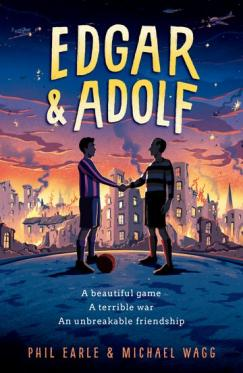 EDGAR
& ADOLF
A beautiful game
A terrible war
An unbreakable friendship
PHIL EARLE & MICHAEL WAGG